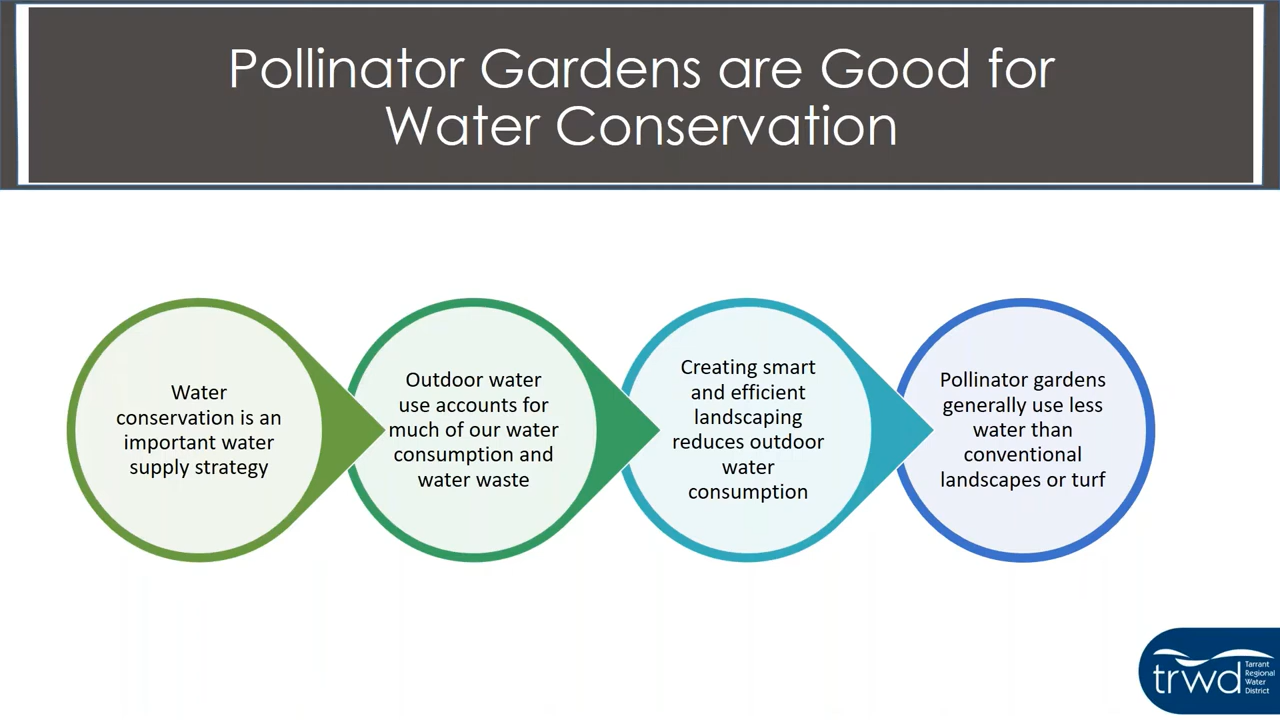 Pollinator Gardens are Good for
Water Conservation
Water
conservation is an
important water
supply strategy
Outdoor water
use accounts for
much of our water
consumption and
water waste
Creating smart
and efficient
landscaping
reduces outdoor
water
consumption
Pollinator gardens
generally use less
water than
conventional
landscapes or turf
trwd
Tarrant
Regional
Water
District